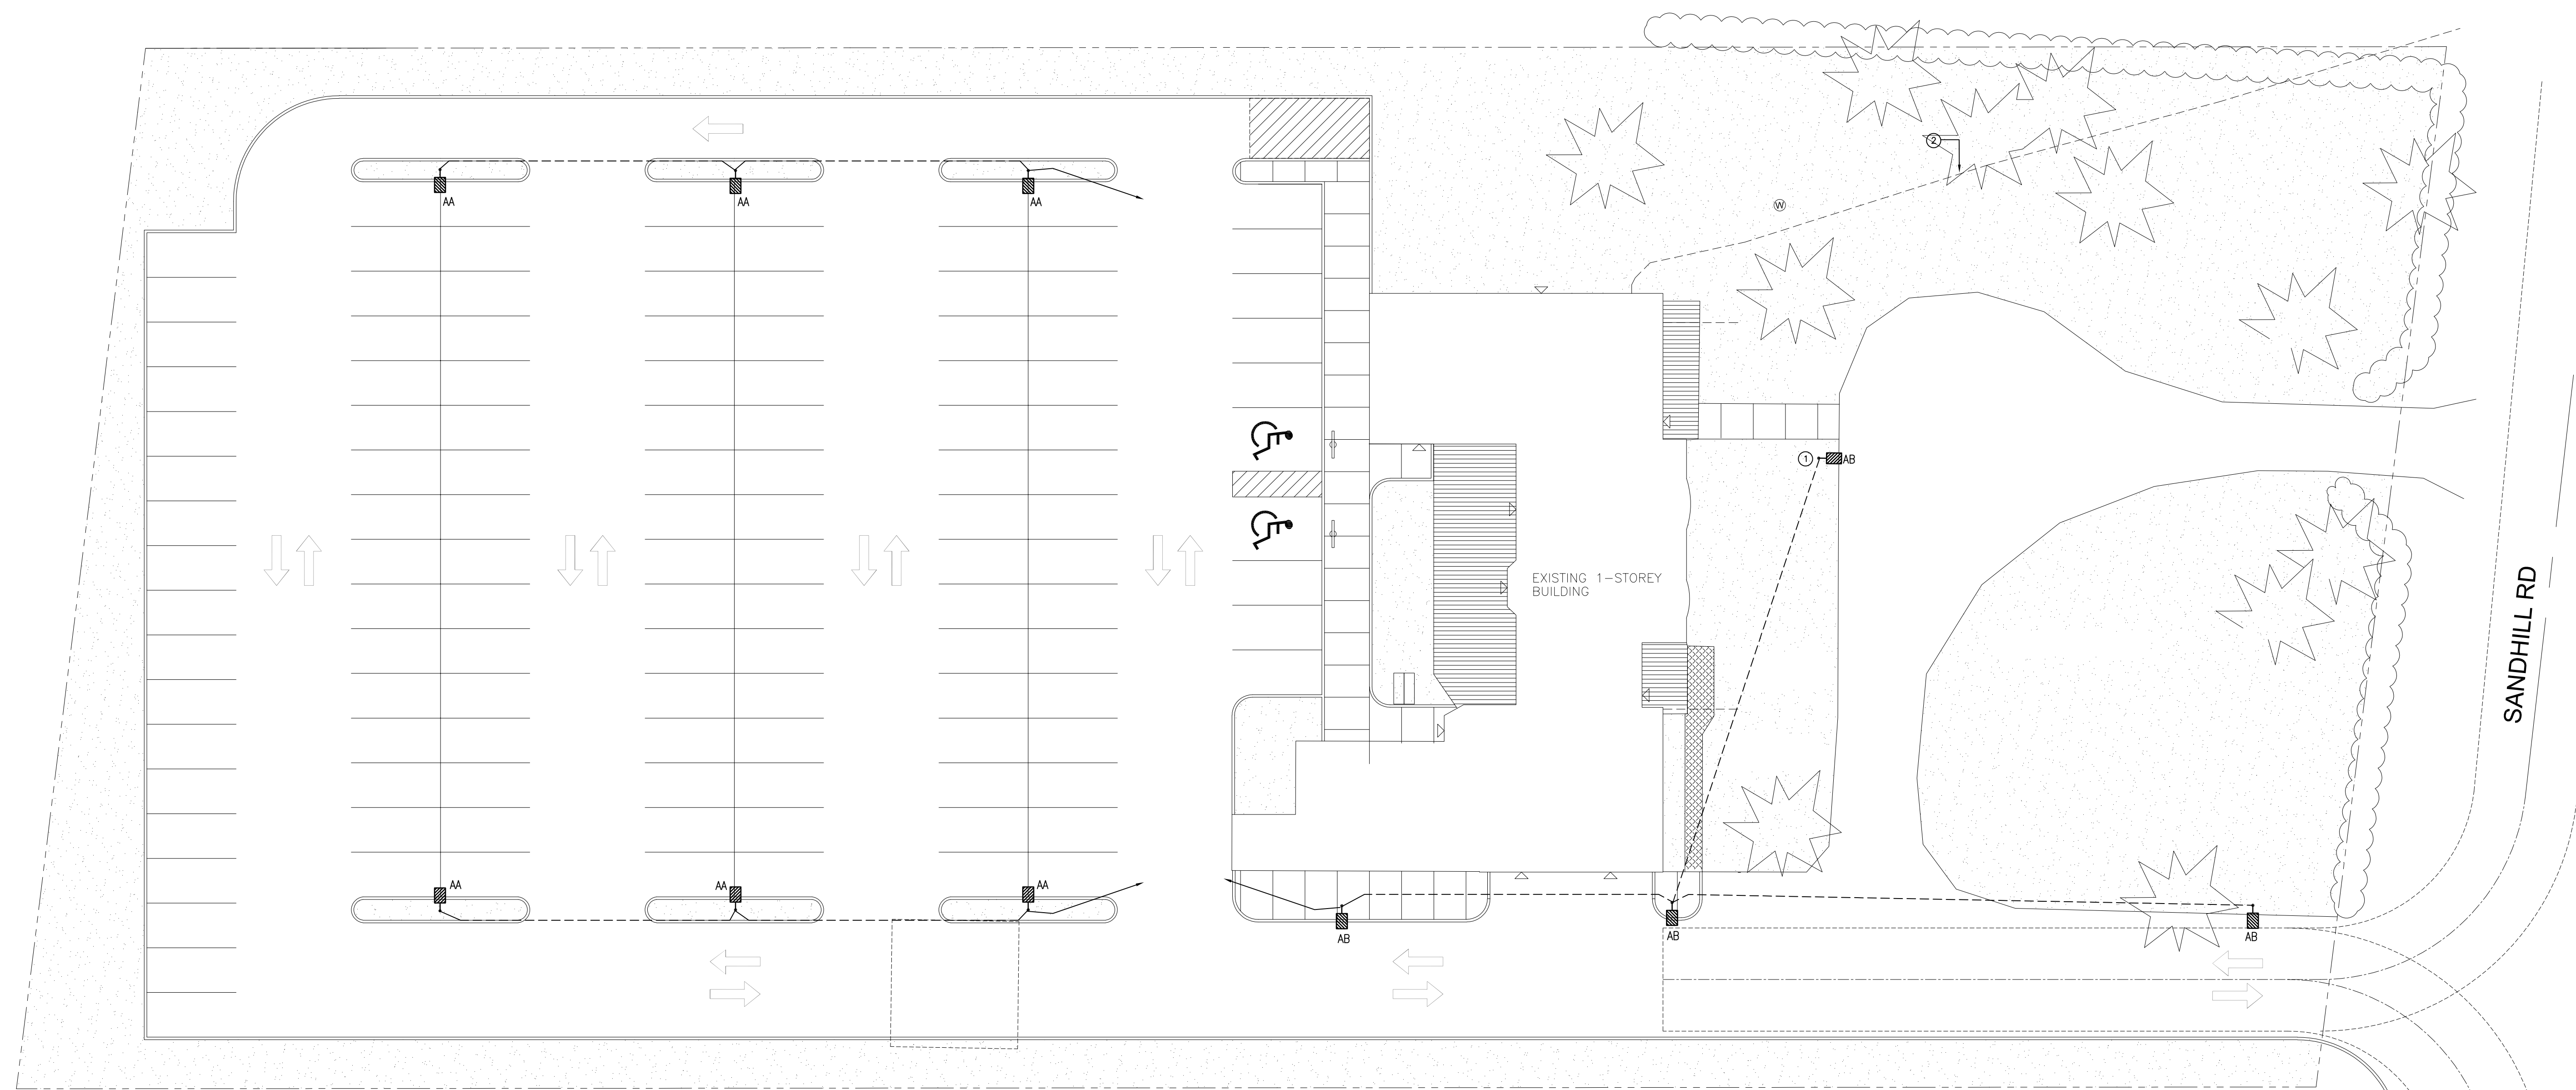 2
AA
AA
AA
W
1
AB
EXISTING 1-STOREY
BUILDING
SANDHILL RD
AA
AA
AA
AB
AB
AB